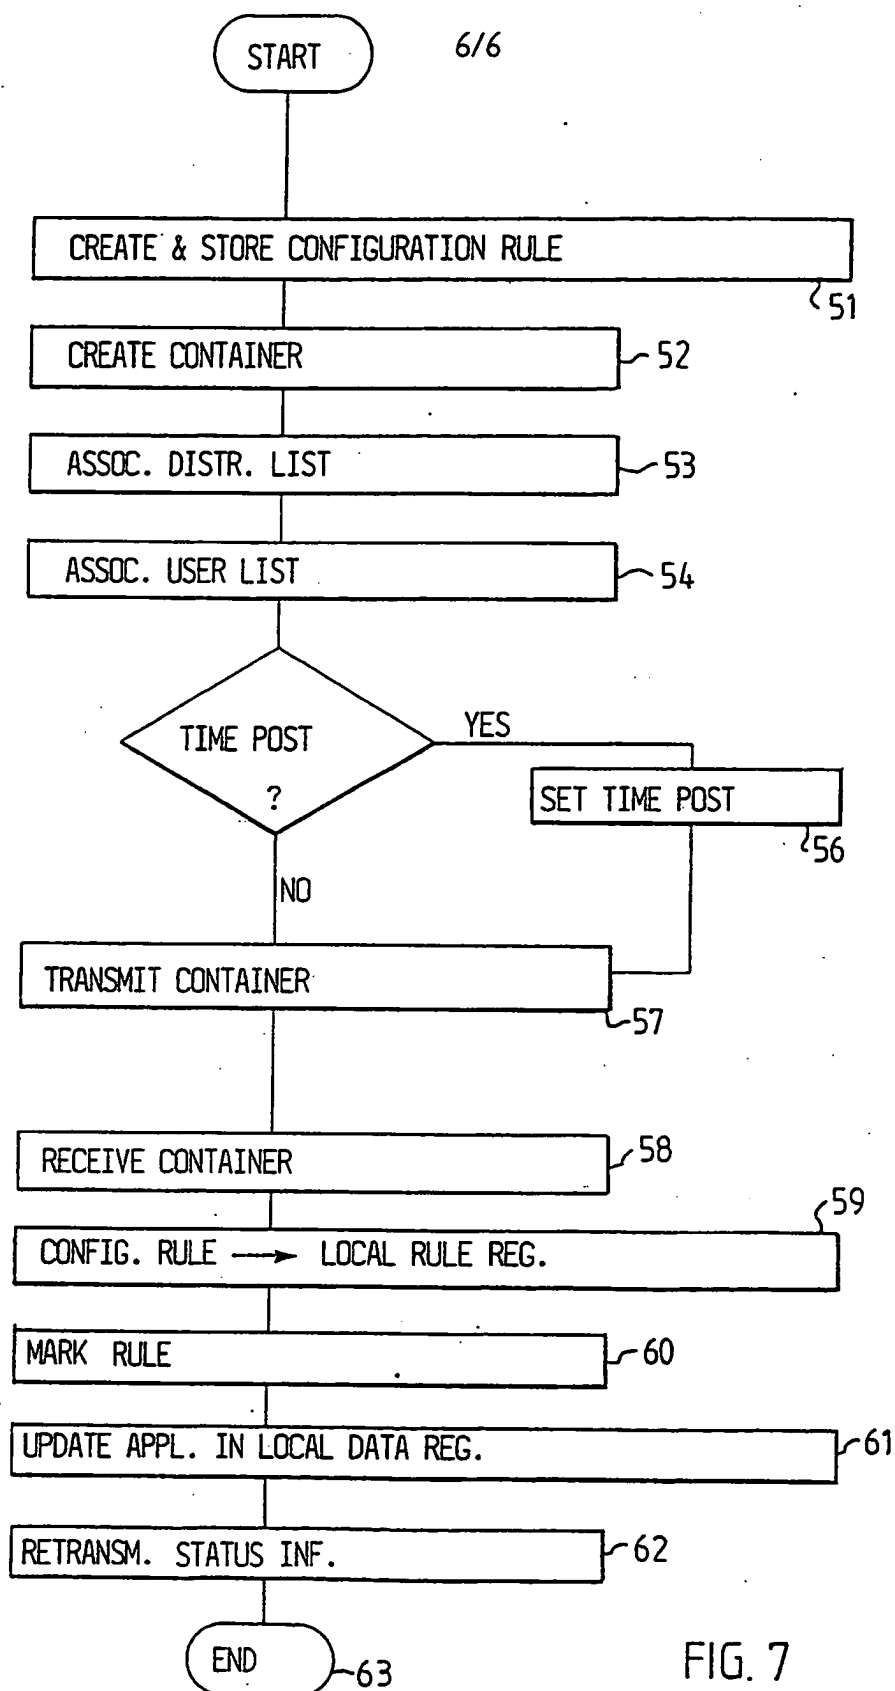 START
6/6
CREATE & STORE CONFIGURATION RULE
51
CREATE CONTAINER
52
ASSOC. DISTR. LIST
53
ASSOC. USER LIST
54
TIME POST
?
YES
SET TIME POST
56
NO
TRANSMIT CONTAINER
57
RECEIVE CONTAINER
58
59
CONFIG. RULE → LOCAL RULE REG.
MARK RULE
60
UPDATE APPL. IN LOCAL DATA REG.
61
RETRANSM. STATUS INF.
62
END
63
FIG. 7